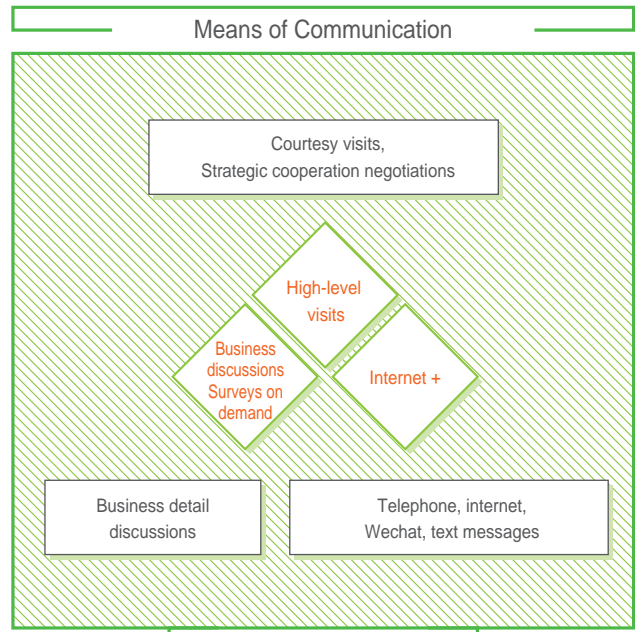 Means of Communication
Courtesy visits,
Strategic cooperation negotiations
High-level
visits
Business
discussions
Surveys on
demand
Internet +
Business detail
discussions
Telephone, internet,
Wechat, text messages